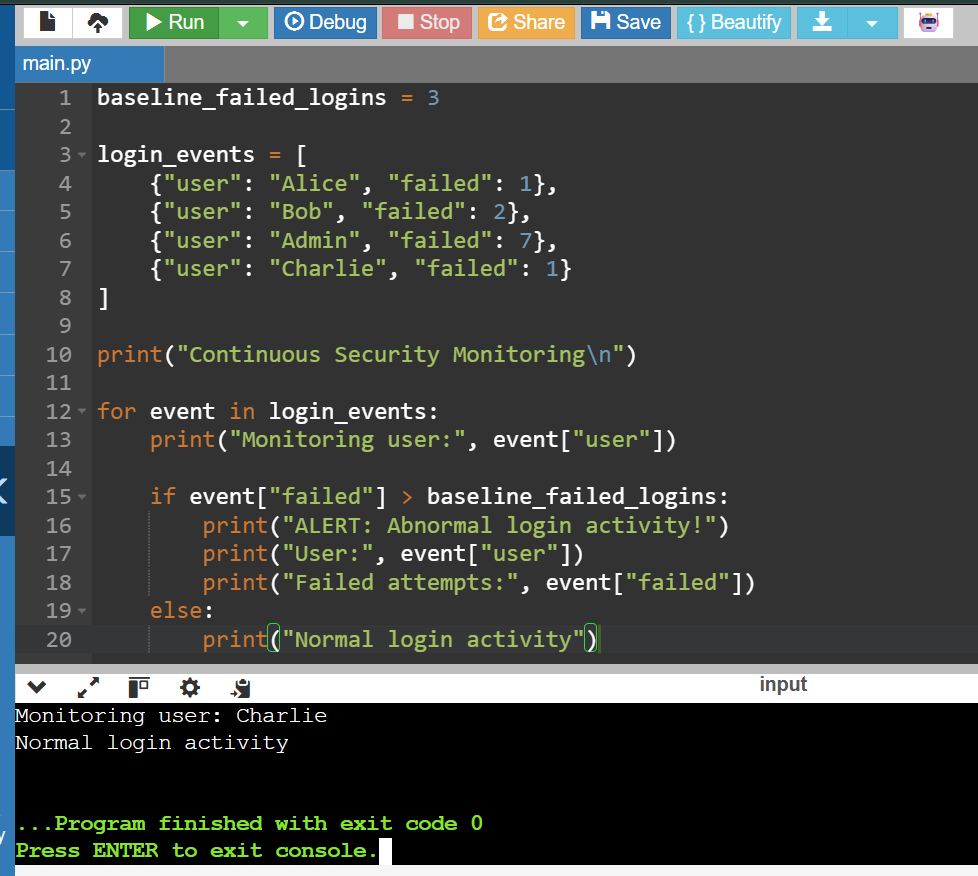 Run Debug Stop Share Save { } Beautify
main.py
1 baseline_failed_logins = 3
2
3 login_events = [
4     {"user": "Alice", "failed": 1},
5     {"user": "Bob", "failed": 2},
6     {"user": "Admin", "failed": 7},
7     {"user": "Charlie", "failed": 1}
8 ]
9
10 print("Continuous Security Monitoring\n")
11
12 for event in login_events:
13     print("Monitoring user:", event["user"])
14
15     if event["failed"] > baseline_failed_logins:
16         print("ALERT: Abnormal login activity!")
17         print("User:", event["user"])
18         print("Failed attempts:", event["failed"])
19     else:
20         print("Normal login activity")
input
Monitoring user: Charlie
Normal login activity
...Program finished with exit code 0
y
Press ENTER to exit console.